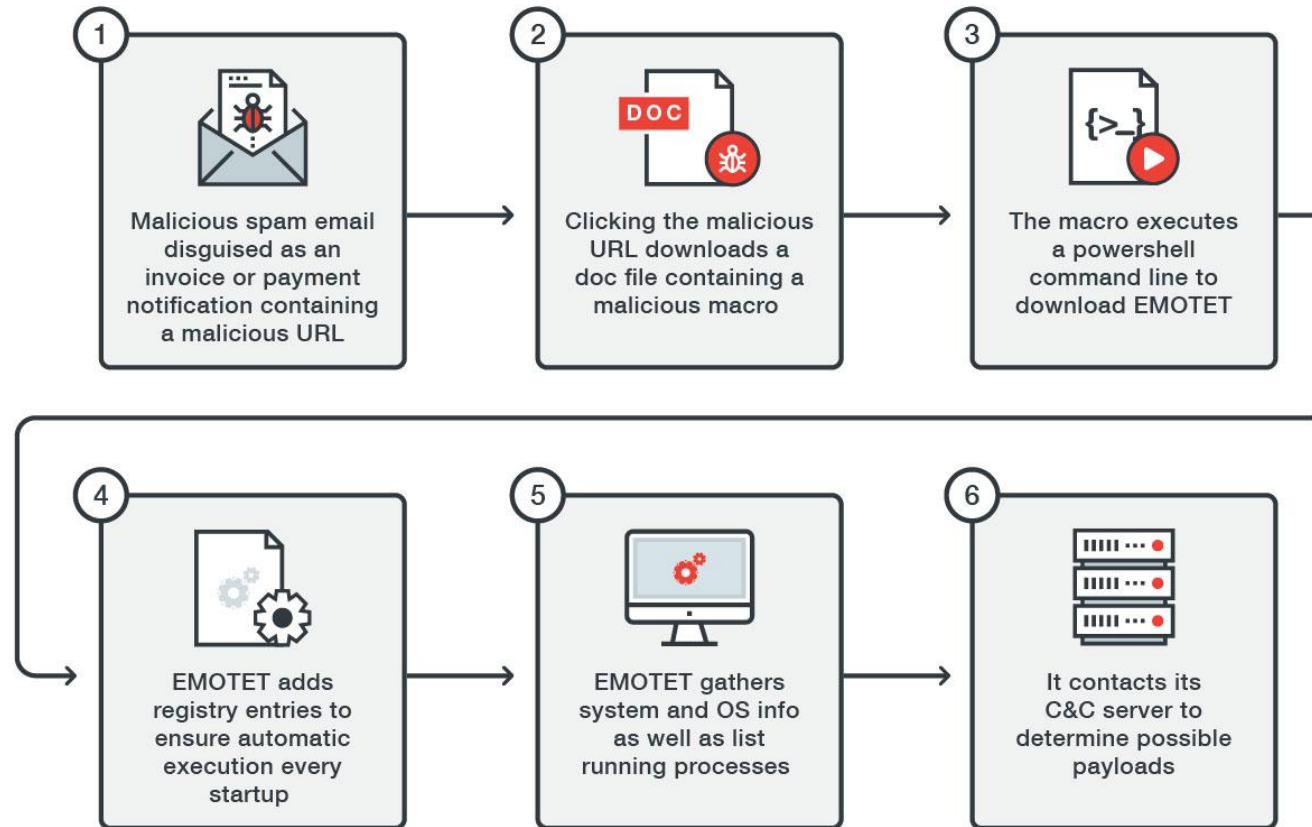 1
Malicious spam email
disguised as an
invoice or payment
notification containing
a malicious URL
2
DOC
Clicking the malicious
URL downloads a
doc file containing a
malicious macro
3
{>_}
The macro executes
a powershell
command line to
download EMOTET
4
EMOTET adds
registry entries to
ensure automatic
execution every
startup
5
EMOTET gathers
system and OS info
as well as list
running processes
6
It contacts its
C&C server to
determine possible
payloads